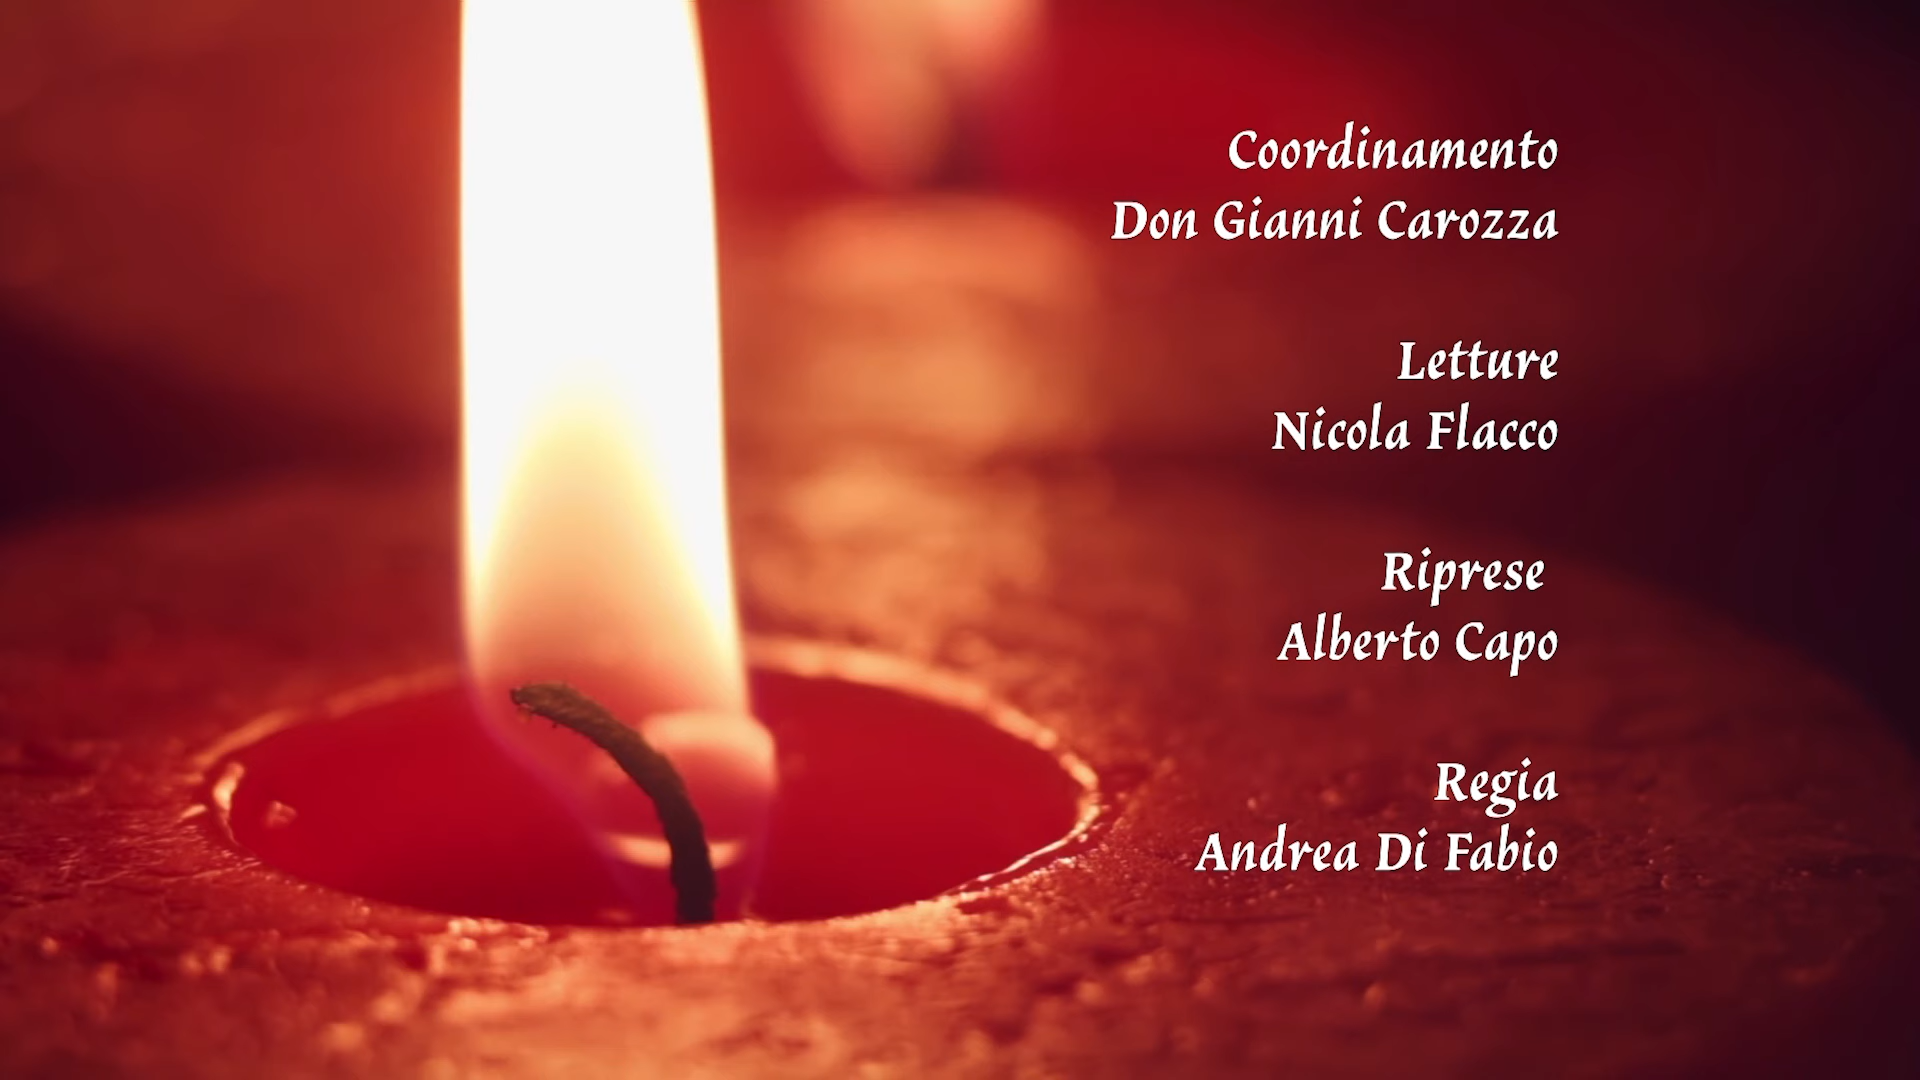 Coordinamento
Don Gianni Carozza
Letture
Nicola Flacco
Riprese
Alberto Capo
Regia
Andrea Di Fabio